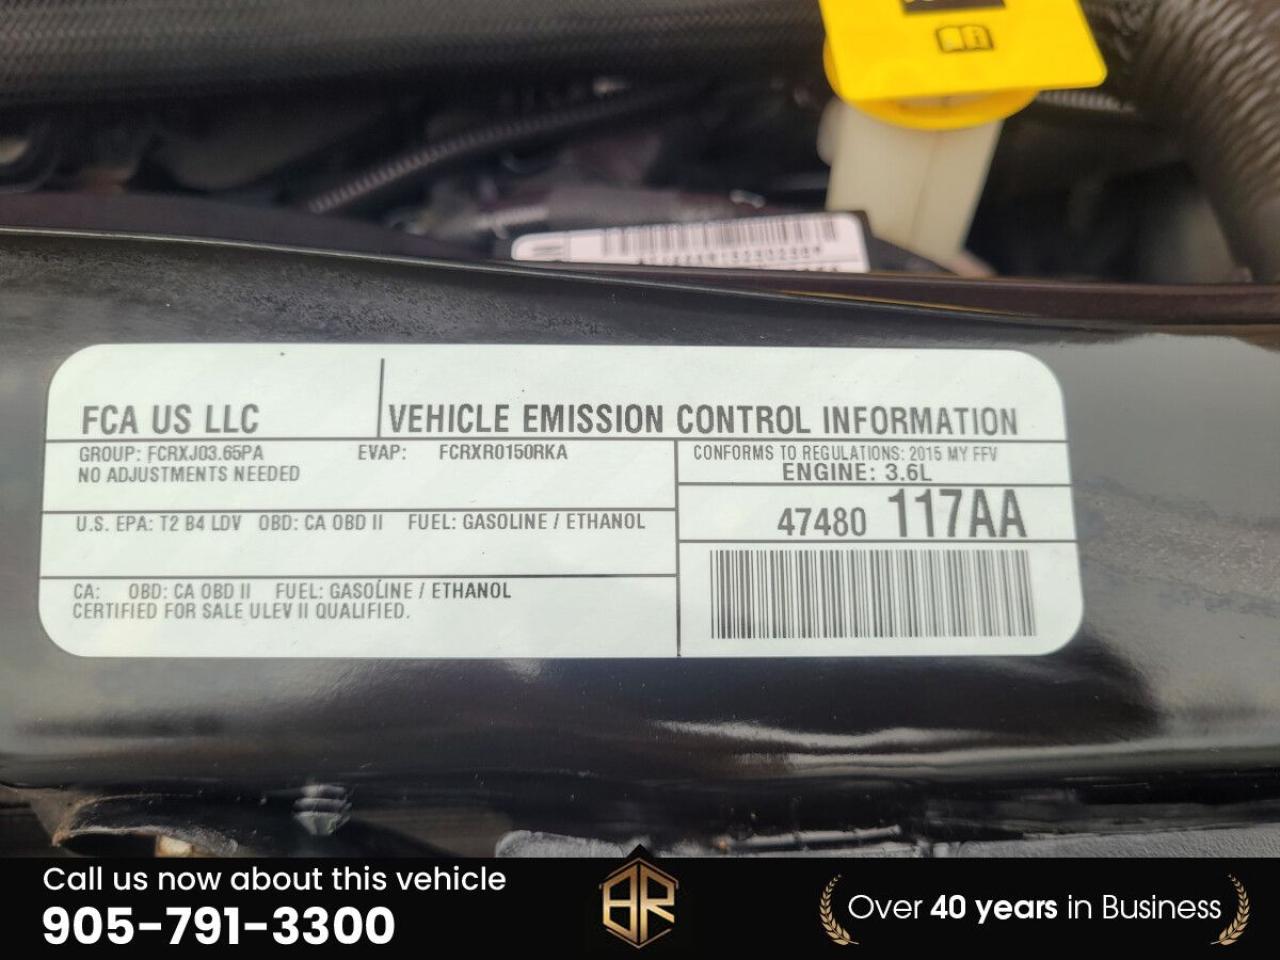 FCA US LLC
VEHICLE EMISSION CONTROL INFORMATION
GROUP: FCRXJ03.65PA EVAP: FCRXR0150RKA
NO ADJUSTMENTS NEEDED
CONFORMS TO REGULATIONS: 2015 MY FFV
ENGINE: 3.6L
U.S. EPA: T2 B4 LDV OBD: CA OBD II FUEL: GASOLINE / ETHANOL
47480 117AA
CA: OBD: CA OBD II FUEL: GASOLINE / ETHANOL
CERTIFIED FOR SALE ULEV II QUALIFIED.
Call us now about this vehicle
905-791-3300
BR
Over 40 years in Business